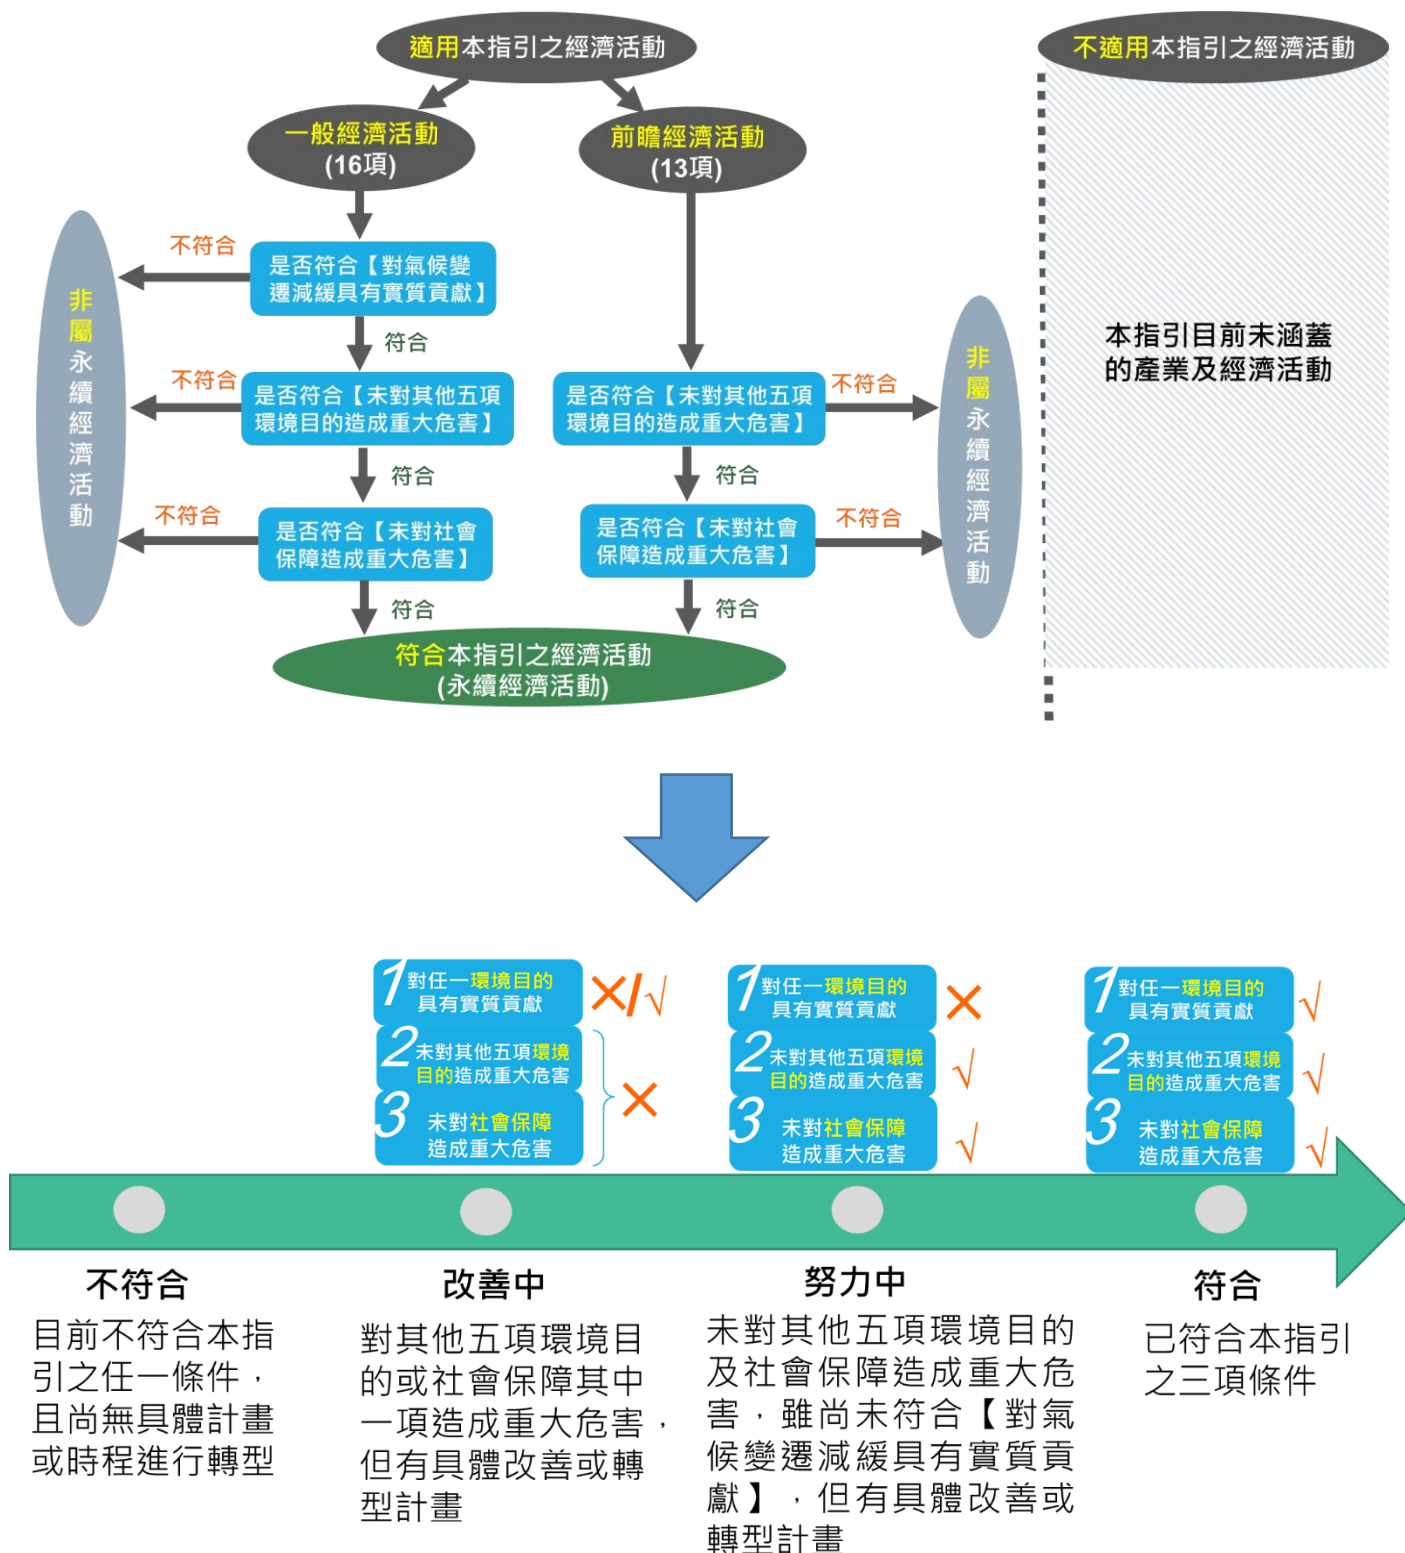 適用本指引之經濟活動
不適用本指引之經濟活動
一般經濟活動
(16項)
前瞻經濟活動
(13項)
不符合
是否符合【對氣候變
遷減緩具有實質貢獻】
符合
不符合
是否符合【未對其他五項
環境目的造成重大危害】
符合
不符合
是否符合【未對社會
保障造成重大危害】
符合
非屬永續經濟活動
是否符合【未對其他五項
環境目的造成重大危害】
不符合
符合
是否符合【未對社會
保障造成重大危害】
不符合
符合
非屬永續經濟活動
符合本指引之經濟活動
(永續經濟活動)
本指引目前未涵蓋
的產業及經濟活動
1 對任一環境目的
具有實質貢獻
×/√
2 未對其他五項環境
目的造成重大危害
3 未對社會保障
造成重大危害
×
1 對任一環境目的
具有實質貢獻
×
2 未對其他五項環境
目的造成重大危害
√
3 未對社會保障
造成重大危害
√
1 對任一環境目的
具有實質貢獻
√
2 未對其他五項環境
目的造成重大危害
√
3 未對社會保障
造成重大危害
√
不符合
目前不符合本指
引之任一條件，
且尚無具體計畫
或時程進行轉型
改善中
對其他五項環境目
的或社會保障其中
一項造成重大危害，
但有具體改善或轉
型計畫
努力中
未對其他五項環境目的
及社會保障造成重大危
害，雖尚未符合【對氣
候變遷減緩具有實質貢
獻】，但有具體改善或
轉型計畫
符合
已符合本指引
之三項條件